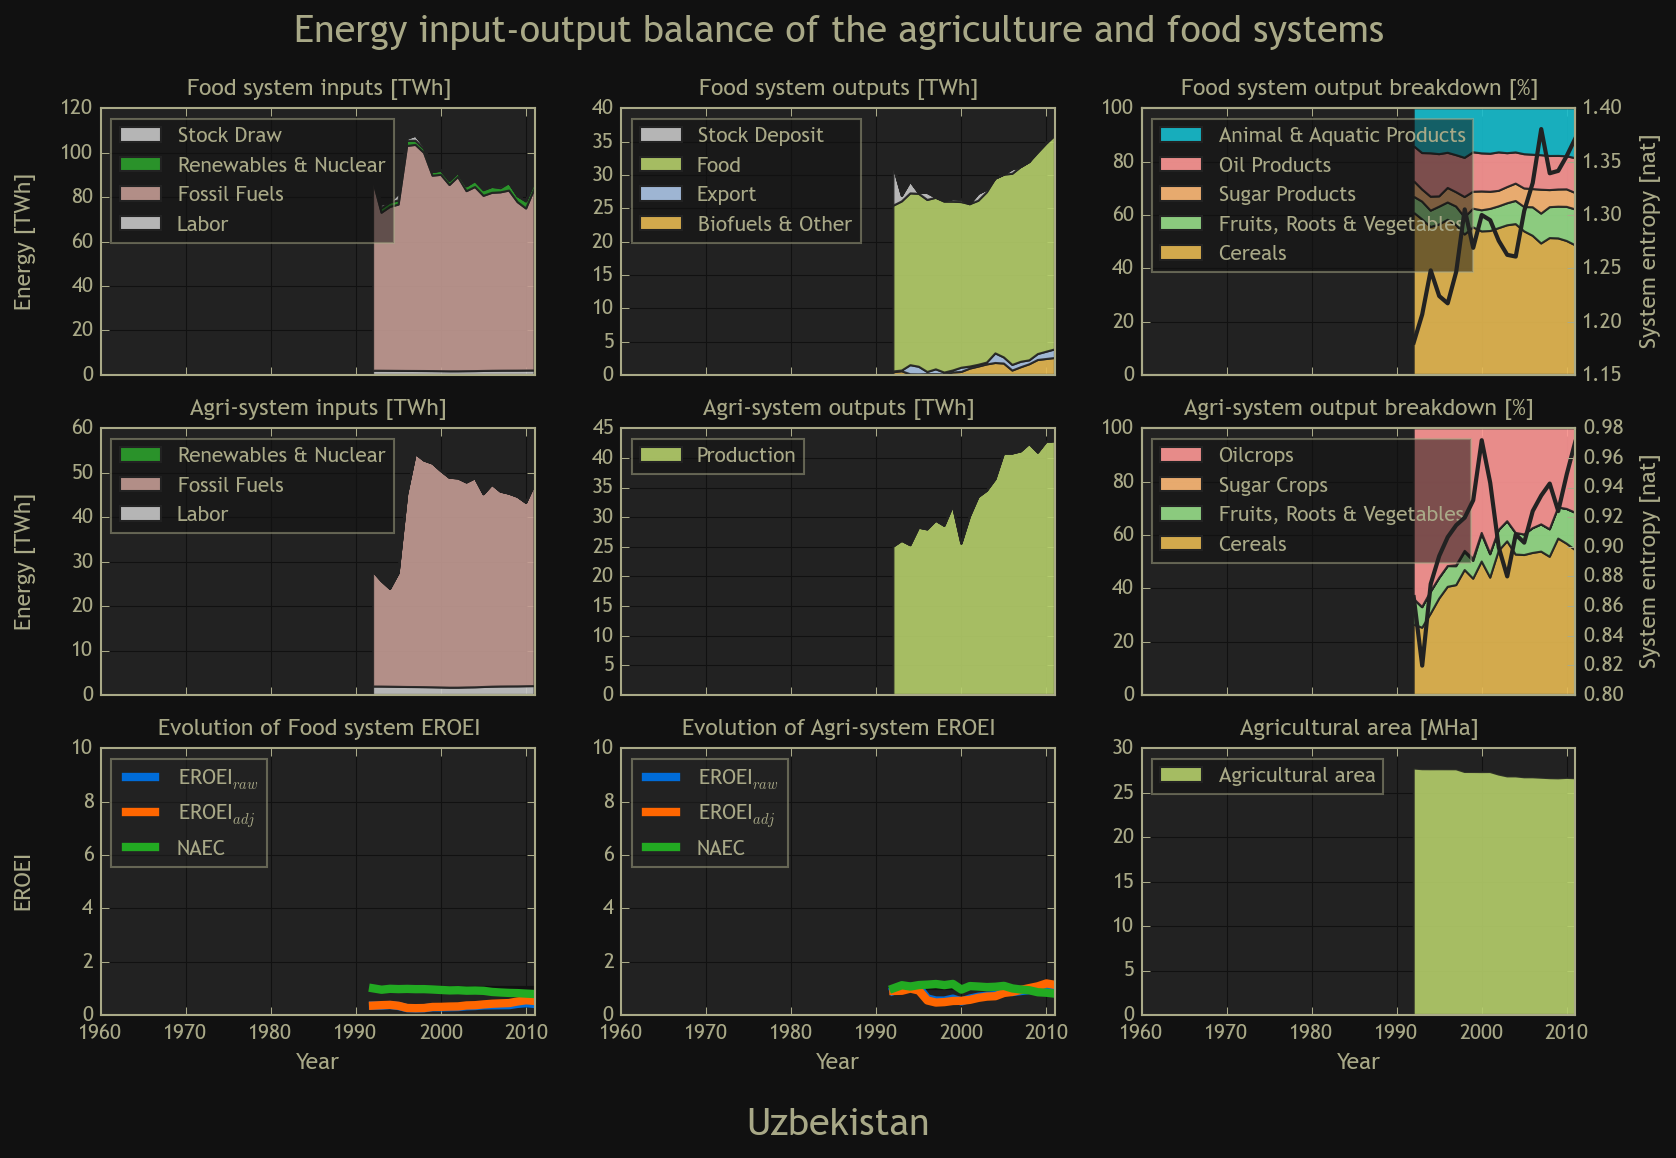 Energy input-output balance of the agriculture and food systems
Food system inputs [TWh]
Energy [TWh]
120
100
80
60
40
20
0
Stock Draw
Renewables & Nuclear
Fossil Fuels
Labor
Food system outputs [TWh]
40
35
30
25
20
15
10
5
0
Stock Deposit
Food
Export
Biofuels & Other
Food system output breakdown [%]
100
80
60
40
20
0
Animal & Aquatic Products
Oil Products
Sugar Products
Fruits, Roots & Vegetables
Cereals
1.40
1.35
1.30
1.25
1.20
1.15
System entropy [nat]
Agri-system inputs [TWh]
Energy [TWh]
60
50
40
30
20
10
0
Renewables & Nuclear
Fossil Fuels
Labor
Agri-system outputs [TWh]
45
40
35
30
25
20
15
10
5
0
Production
Agri-system output breakdown [%]
100
80
60
40
20
0
Oilcrops
Sugar Crops
Fruits, Roots & Vegetables
Cereals
0.98
0.96
0.94
0.92
0.90
0.88
0.86
0.84
0.82
0.80
System entropy [nat]
Evolution of Food system EROEI
EROEI
10
8
6
4
2
0
EROEIraw
EROEIadj
NAEC
1960 1970 1980 1990 2000 2010
Year
Evolution of Agri-system EROEI
10
8
6
4
2
0
EROEIraw
EROEIadj
NAEC
1960 1970 1980 1990 2000 2010
Year
Agricultural area [MHa]
30
25
20
15
10
5
0
Agricultural area
1960 1970 1980 1990 2000 2010
Year
Uzbekistan